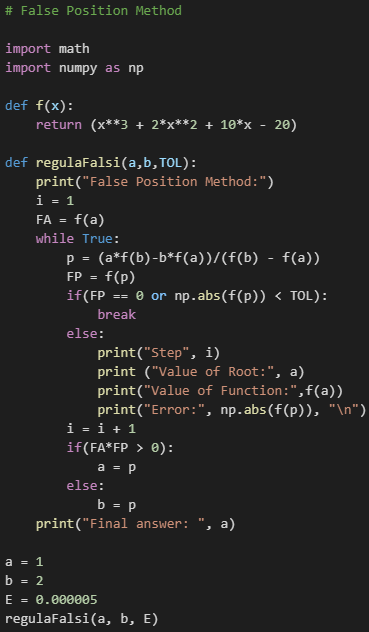 # False Position Method

import math
import numpy as np

def f(x):
    return (x**3 + 2*x**2 + 10*x - 20)

def regulaFalsi(a,b,TOL):
    print("False Position Method:")
    i = 1
    FA = f(a)
    while True:
        p = (a*f(b)-b*f(a))/(f(b) - f(a))
        FP = f(p)
        if(FP == 0 or np.abs(f(p)) < TOL):
            break
        else:
            print("Step", i)
            print ("Value of Root:", a)
            print("Value of Function:",f(a))
            print("Error:", np.abs(f(p)), "\n")
        i = i + 1
        if(FA*FP > 0):
            a = p
        else:
            b = p
    print("Final answer: ", a)

a = 1
b = 2
E = 0.000005
regulaFalsi(a, b, E)